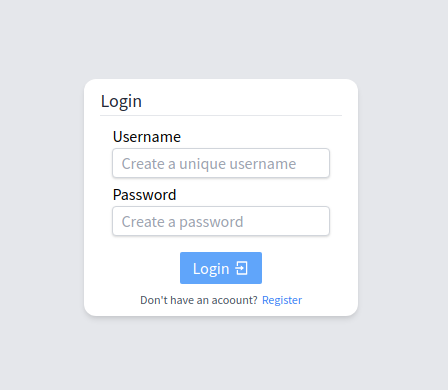 Login
Username
Create a unique username
Password
Create a password
Login
Don't have an acoount? Register